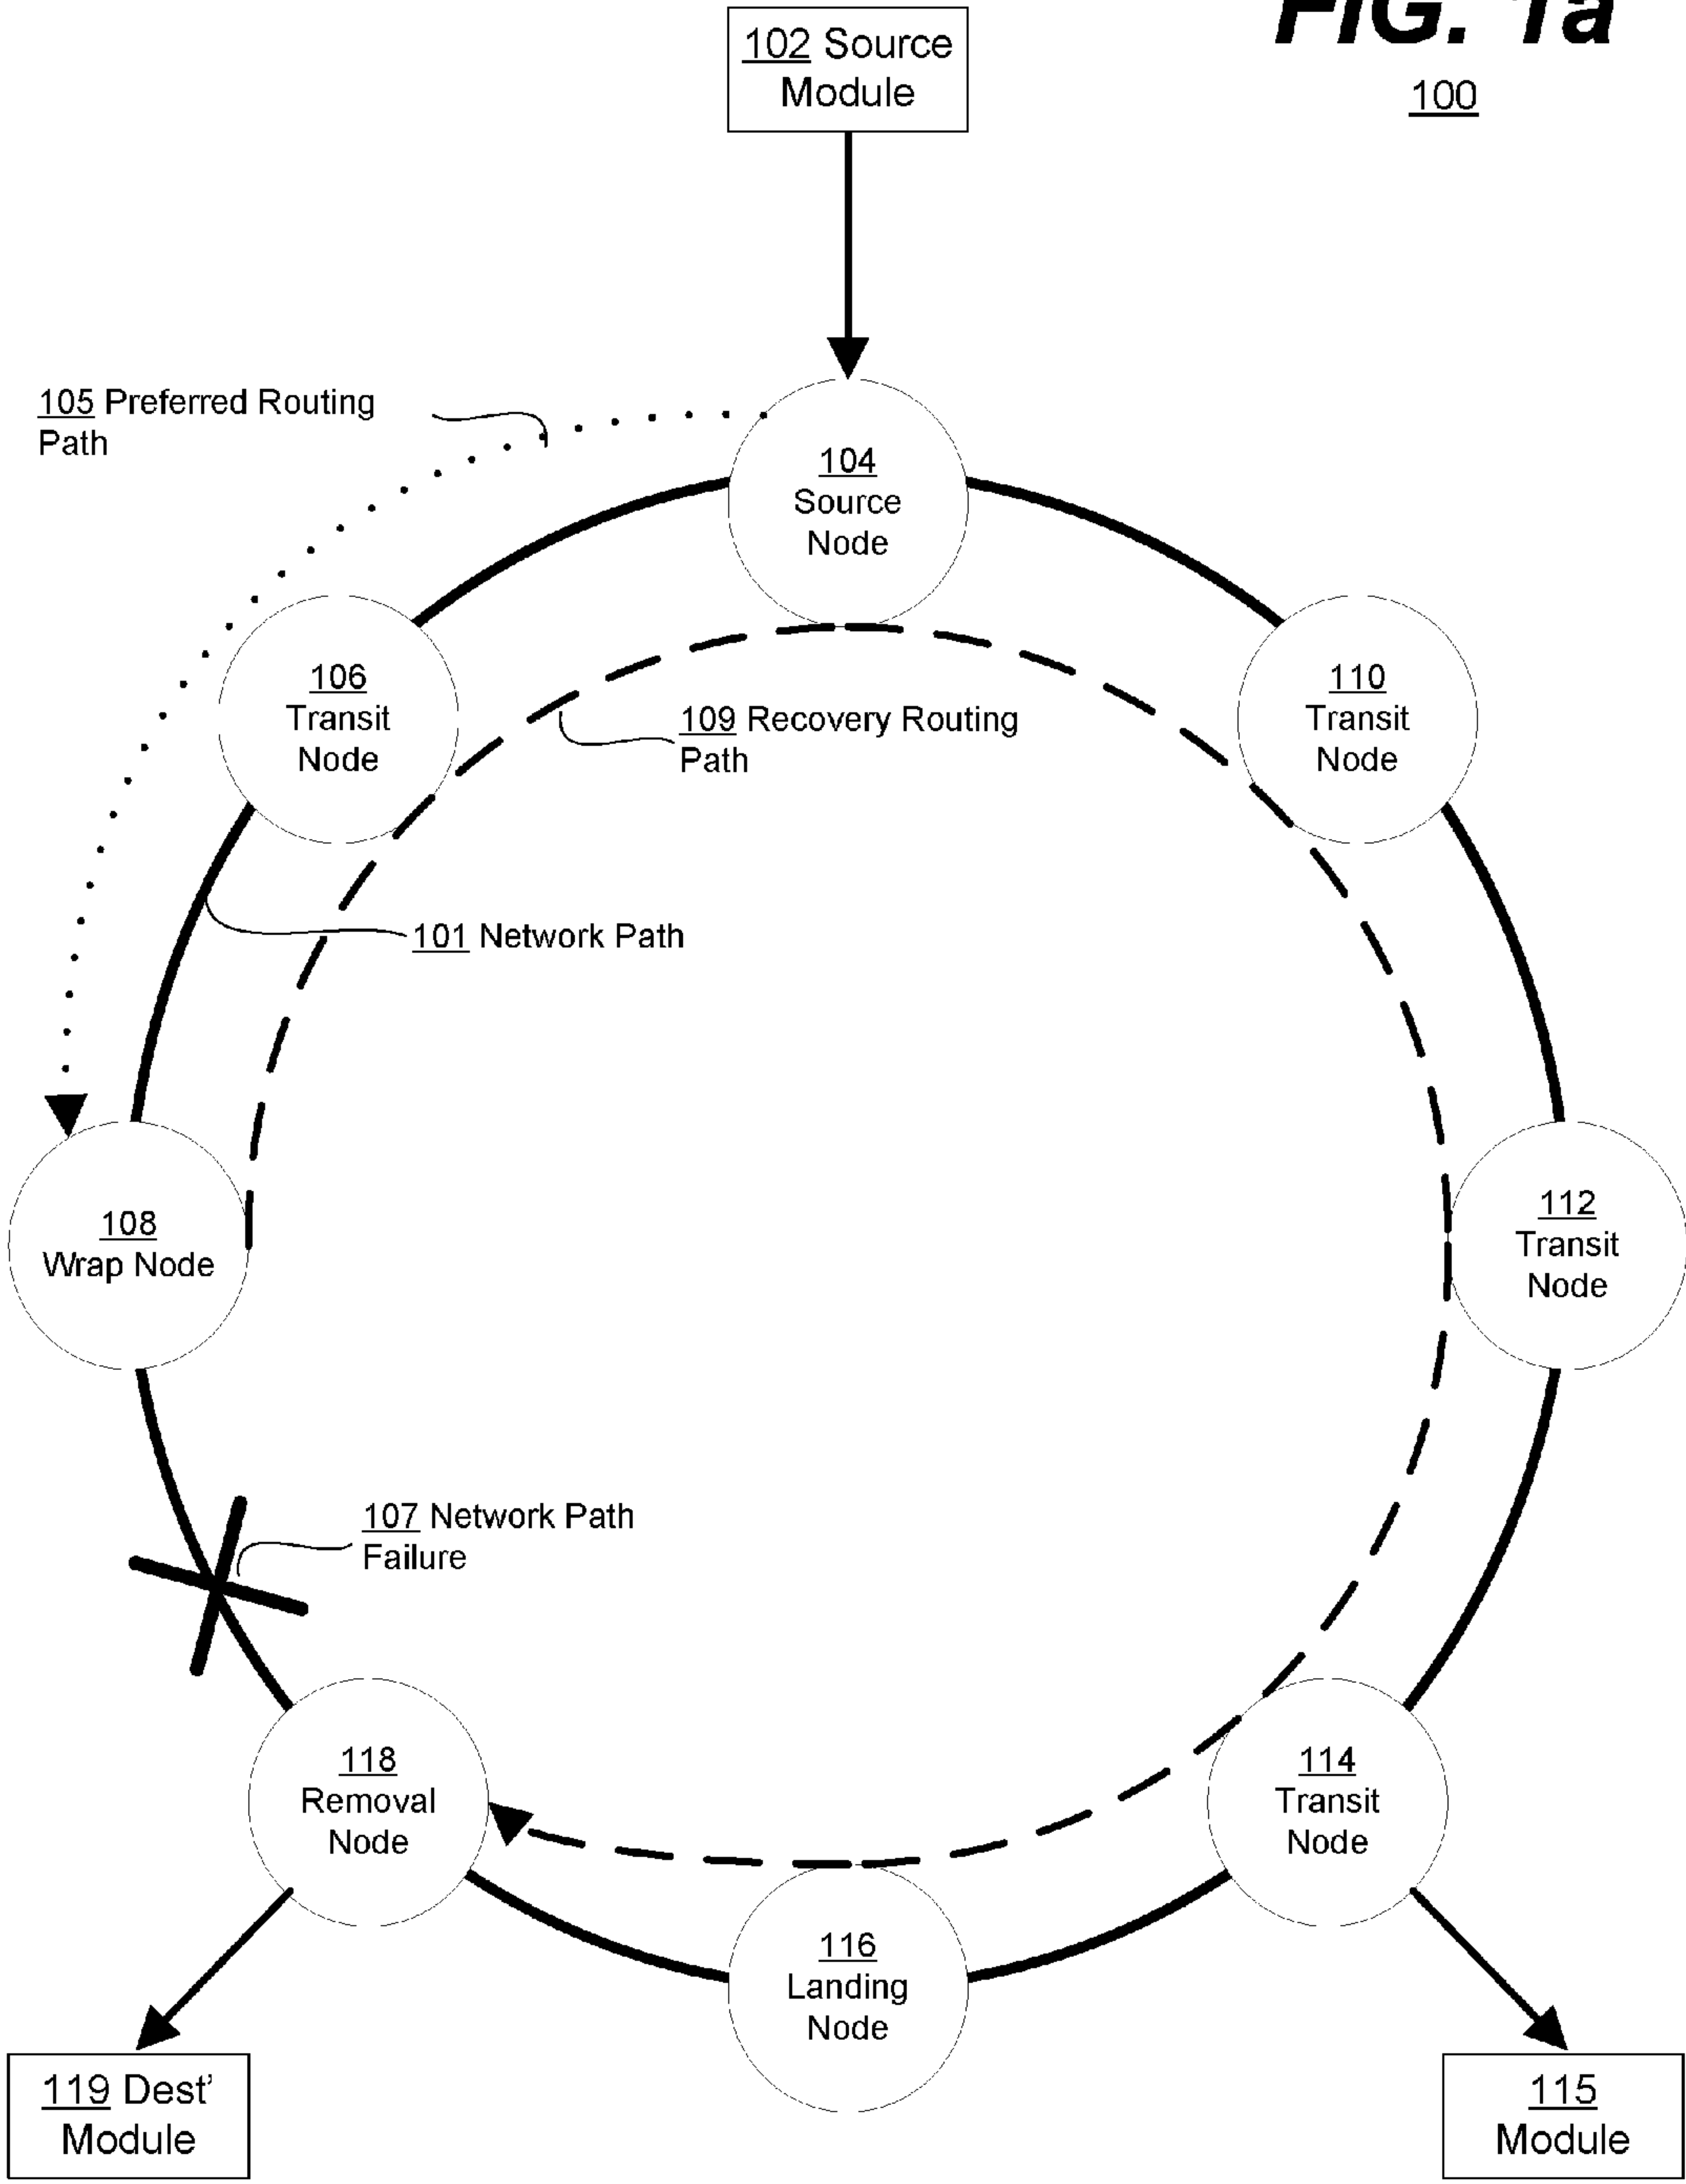 FIG. 1a
100
102 Source
Module
105 Preferred Routing
Path
104
Source
Node
106
Transit
Node
109 Recovery Routing
Path
110
Transit
Node
101 Network Path
108
Wrap Node
112
Transit
Node
107 Network Path
Failure
118
Removal
Node
114
Transit
Node
116
Landing
Node
119 Dest'
Module
115
Module